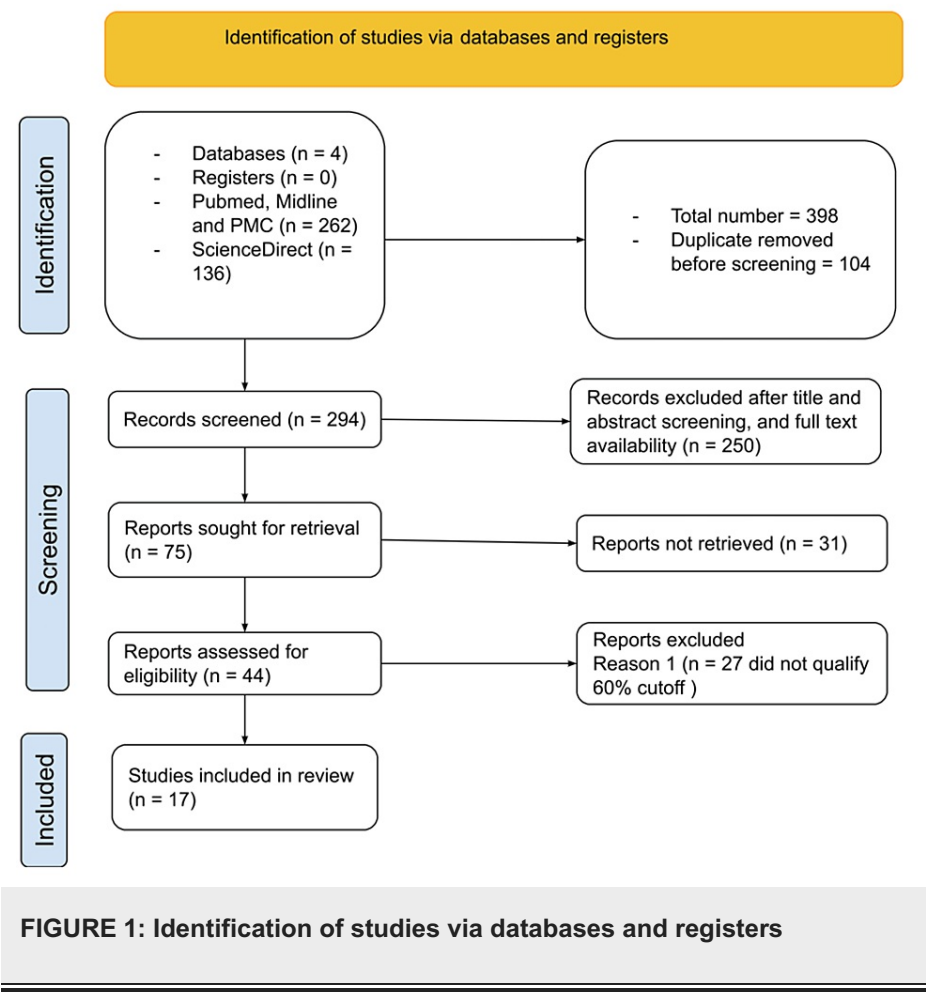 Identification of studies via databases and registers
Identification
- Databases (n = 4)
- Registers (n = 0)
- Pubmed, Midline
and PMC (n = 262)
- ScienceDirect (n =
136)
- Total number = 398
- Duplicate removed
before screening = 104
Screening
Records screened (n = 294)
Records excluded after title and
abstract screening, and full text
availability (n = 250)
Reports sought for retrieval
(n = 75)
Reports not retrieved (n = 31)
Reports assessed for
eligibility (n = 44)
Reports excluded
Reason 1 (n = 27 did not qualify
60% cutoff )
Included
Studies included in review
(n = 17)
FIGURE 1: Identification of studies via databases and registers